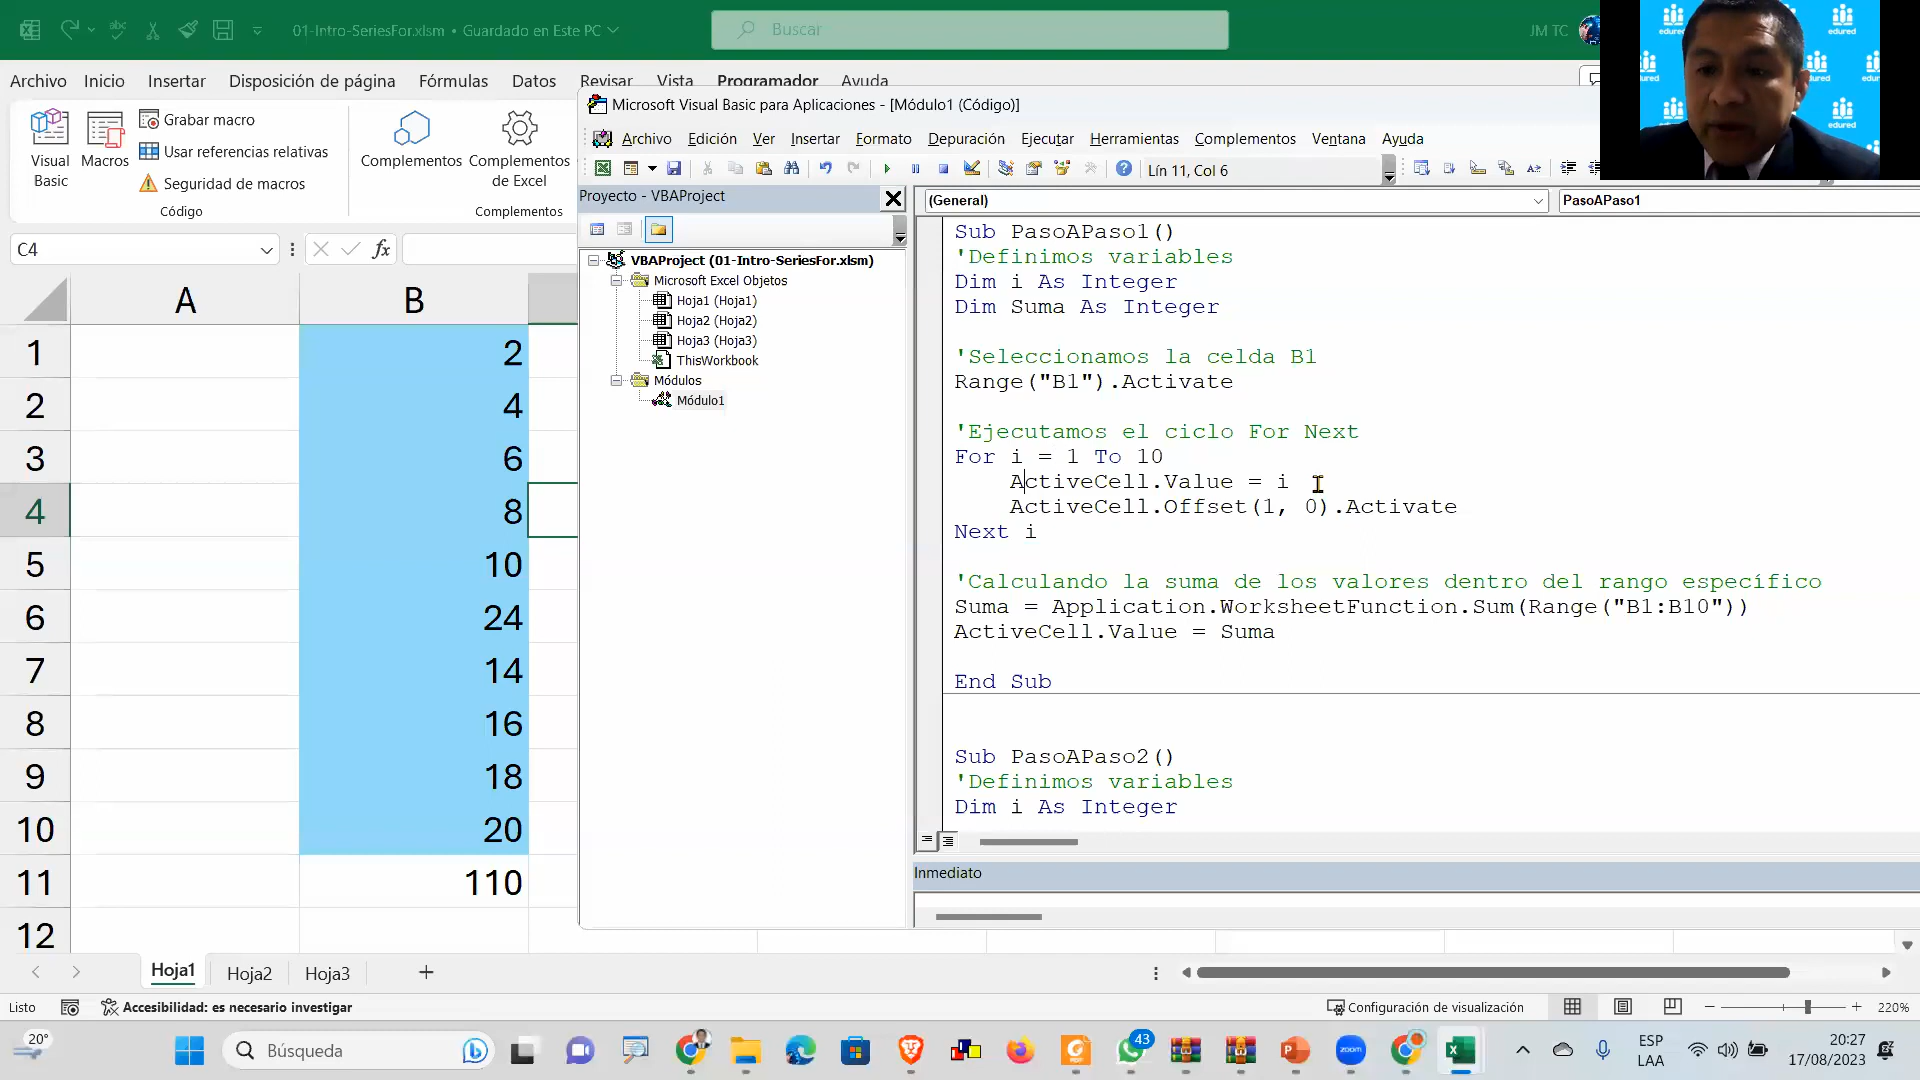 01-Intro-SeriesFor.xlsm • Guardado en Este PC
Buscar
JM TC
edured
edured
edured
edured
Archivo Inicio Insertar Disposición de página Fórmulas Datos Revisar Vista Programador Ayuda
Visual Basic
Macros
Grabar macro
Usar referencias relativas
Seguridad de macros
Código
Complementos
Complementos de Excel
Complementos
C4
fx
A B
1 2
2 4
3 6
4 8
5 10
6 24
7 14
8 16
9 18
10 20
11 110
12
Microsoft Visual Basic para Aplicaciones - [Módulo1 (Código)]
Archivo Edición Ver Insertar Formato Depuración Ejecutar Herramientas Complementos Ventana Ayuda
Lín 11, Col 6
Proyecto - VBAProject
VBAProject (01-Intro-SeriesFor.xlsm)
Microsoft Excel Objetos
Hoja1 (Hoja1)
Hoja2 (Hoja2)
Hoja3 (Hoja3)
ThisWorkbook
Módulos
Módulo1
(General)
PasoAPaso1
Sub PasoAPaso1()
'Definimos variables
Dim i As Integer
Dim Suma As Integer
'Seleccionamos la celda B1
Range("B1").Activate
'Ejecutamos el ciclo For Next
For i = 1 To 10
ActiveCell.Value = i
ActiveCell.Offset(1, 0).Activate
Next i
'Calculando la suma de los valores dentro del rango específico
Suma = Application.WorksheetFunction.Sum(Range("B1:B10"))
ActiveCell.Value = Suma
End Sub
Sub PasoAPaso2()
'Definimos variables
Dim i As Integer
Inmediato
Hoja1 Hoja2 Hoja3
Listo
Accesibilidad: es necesario investigar
Configuración de visualización
220%
20°
Búsqueda
43
zoom
ESP
LAA
20:27
17/08/2023